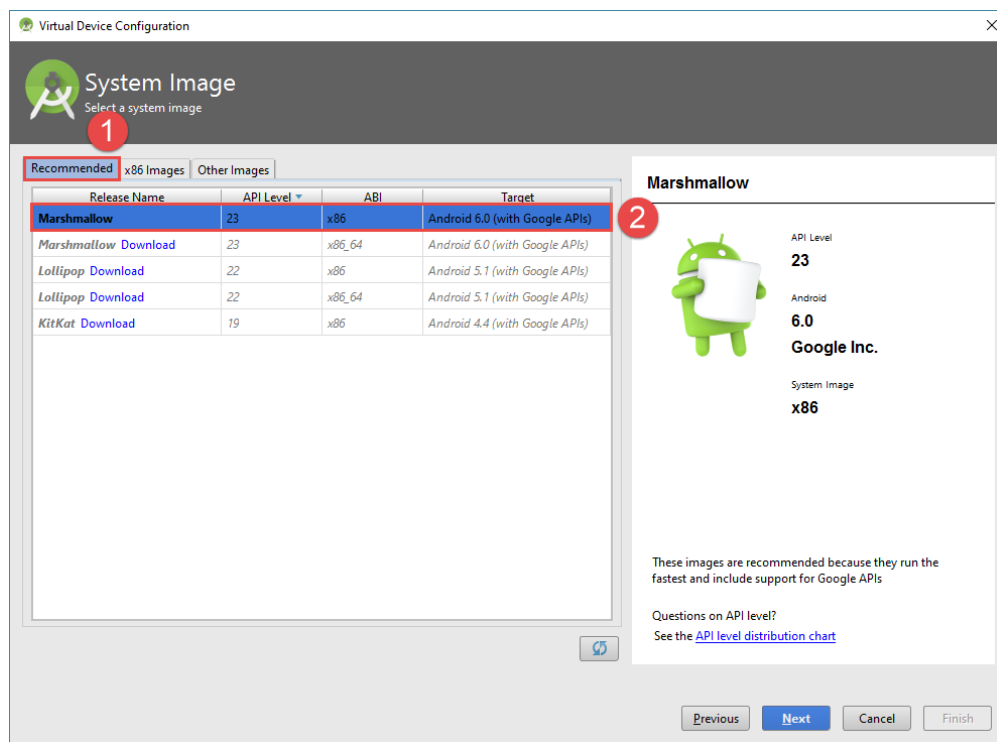 Virtual Device Configuration
System Image
Select a system image
1
Recommended x86 Images Other Images
Release Name API Level ABI Target
Marshmallow 23 x86 Android 6.0 (with Google APIs)
2
Marshmallow Download 23 x86_64 Android 6.0 (with Google APIs)
Lollipop Download 22 x86 Android 5.1 (with Google APIs)
Lollipop Download 22 x86_64 Android 5.1 (with Google APIs)
KitKat Download 19 x86 Android 4.4 (with Google APIs)
Marshmallow
API Level
23
Android
6.0
Google Inc.
System Image
x86
These images are recommended because they run the
fastest and include support for Google APIs
Questions on API level?
See the API level distribution chart
Previous Next Cancel Finish